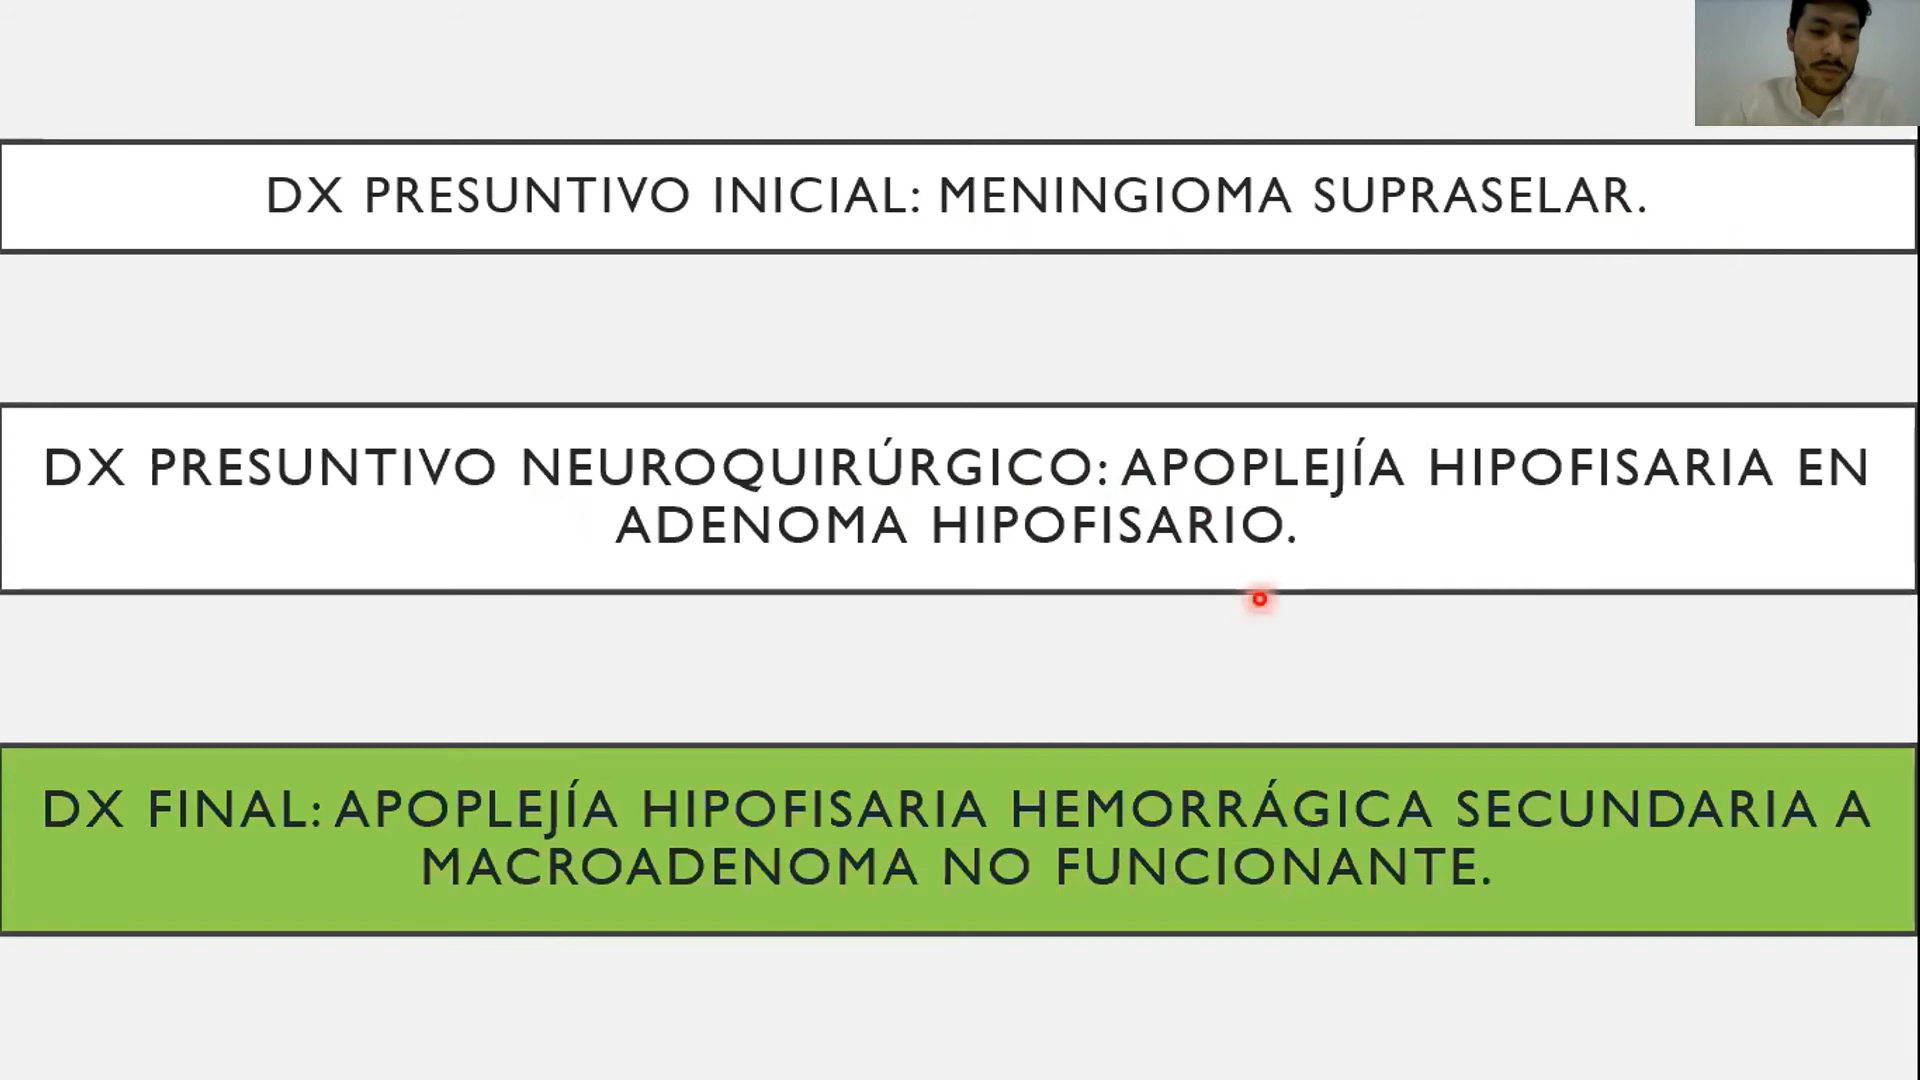 DX PRESUNTIVO INICIAL: MENINGIOMA SUPRASELAR.
DX PRESUNTIVO NEUROQUIRÚRGICO: APOPLEJÍA HIPOFISARIA EN
ADENOMA HIPOFISARIO.
DX FINAL: APOPLEJÍA HIPOFISARIA HEMORRÁGICA SECUNDARIA A
MACROADENOMA NO FUNCIONANTE.